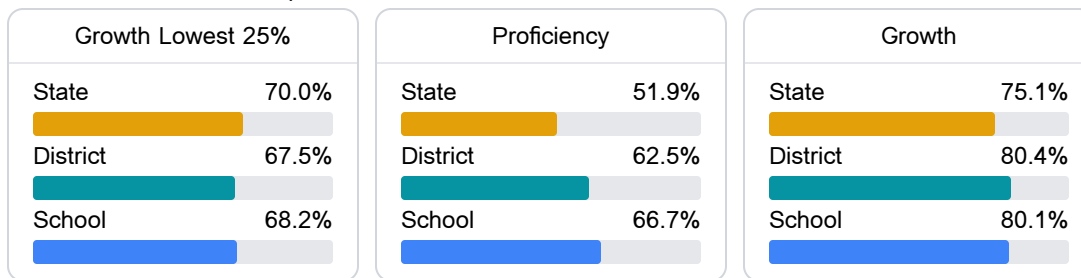 Growth Lowest 25%
State 70.0%
District 67.5%
School 68.2%
Proficiency
State 51.9%
District 62.5%
School 66.7%
Growth
State 75.1%
District 80.4%
School 80.1%